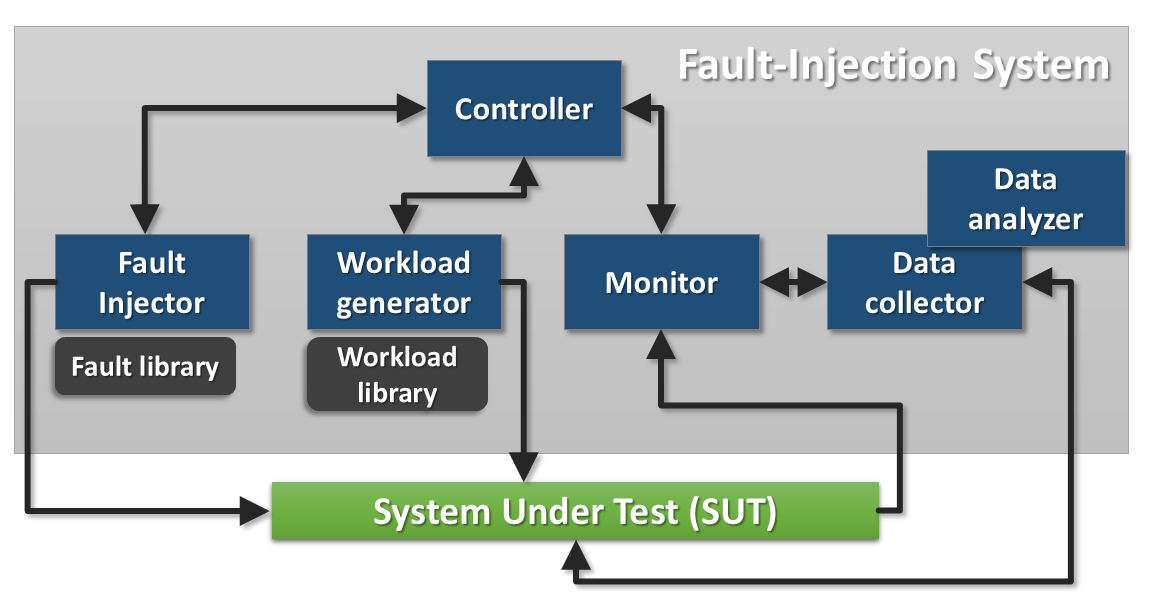 Fault-Injection System
Controller
Data
analyzer
Fault
Injector
Workload
generator
Monitor
Data
collector
Fault library
Workload
library
System Under Test (SUT)